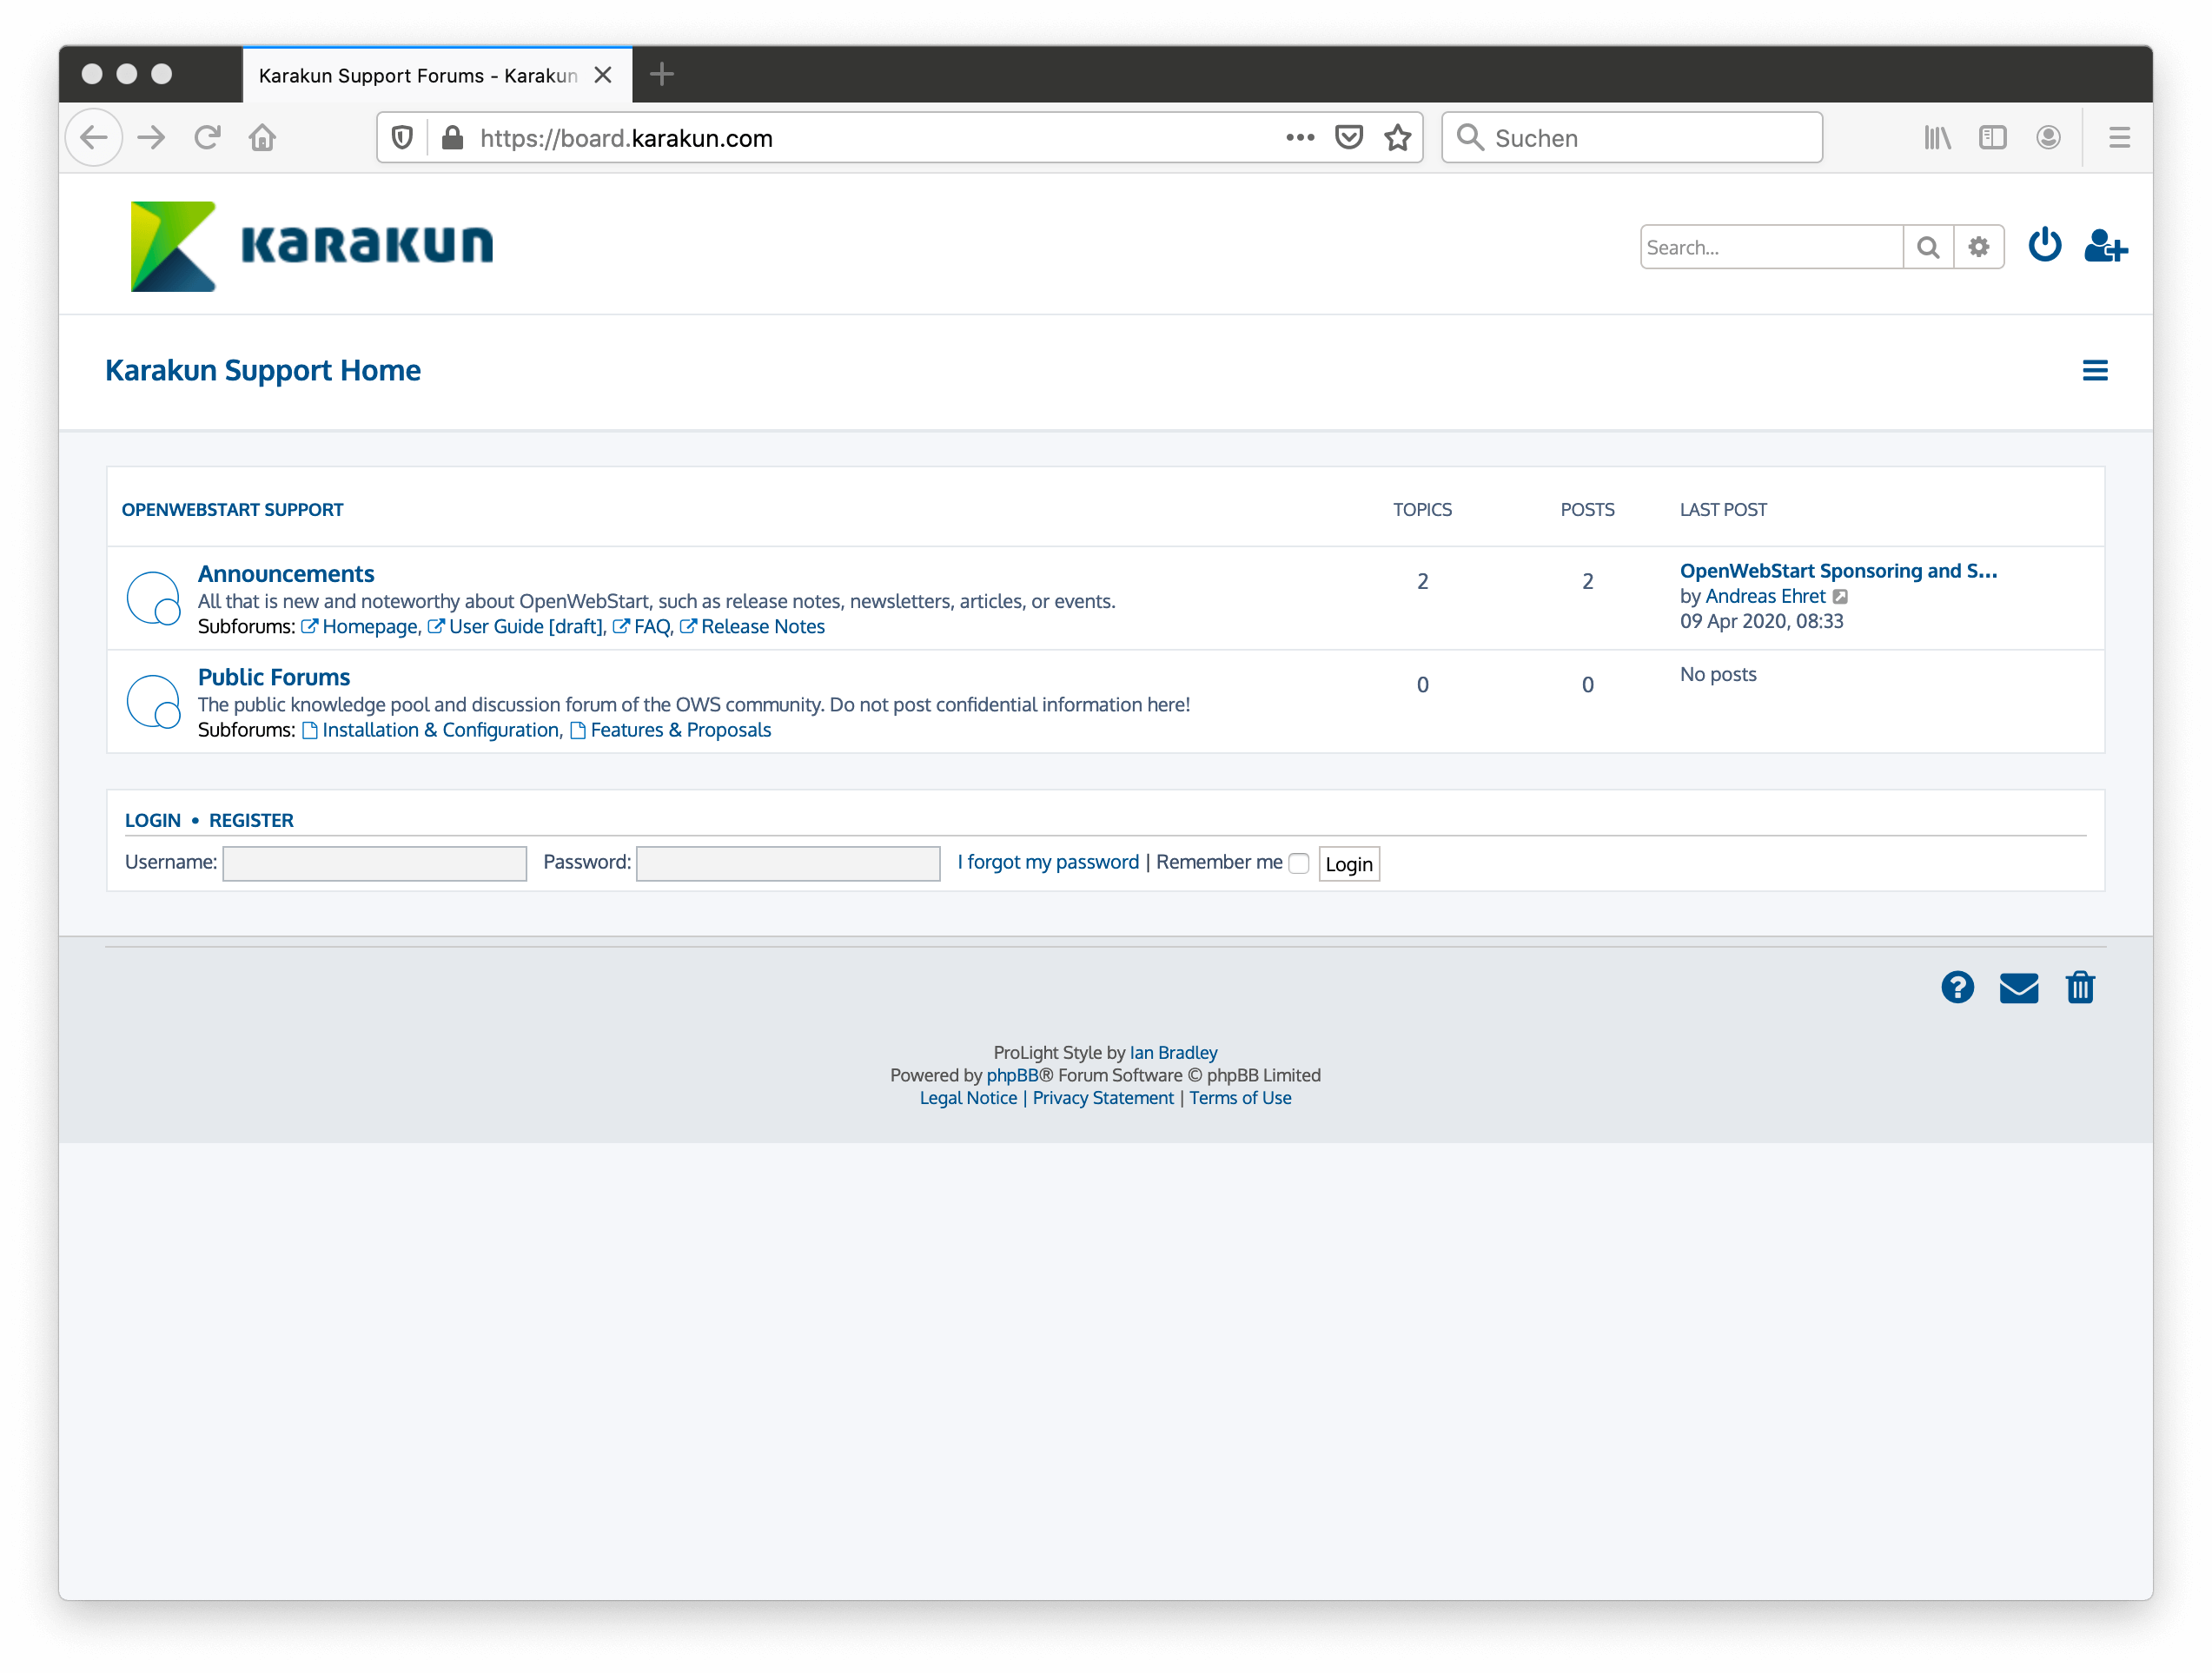 Karakun Support Forums - Karakun
https://board.karakun.com
Suchen
KARAKUN
Search...
Karakun Support Home
OPENWEBSTART SUPPORT TOPICS POSTS LAST POST
Announcements
All that is new and noteworthy about OpenWebStart, such as release notes, newsletters, articles, or events.
Subforums: Homepage, User Guide [draft], FAQ, Release Notes
2
2
OpenWebStart Sponsoring and S...
by Andreas Ehret
09 Apr 2020, 08:33
Public Forums
The public knowledge pool and discussion forum of the OWS community. Do not post confidential information here!
Subforums: Installation & Configuration, Features & Proposals
0
0
No posts
LOGIN • REGISTER
Username: Password: I forgot my password | Remember me Login
ProLight Style by Ian Bradley
Powered by phpBB® Forum Software © phpBB Limited
Legal Notice | Privacy Statement | Terms of Use